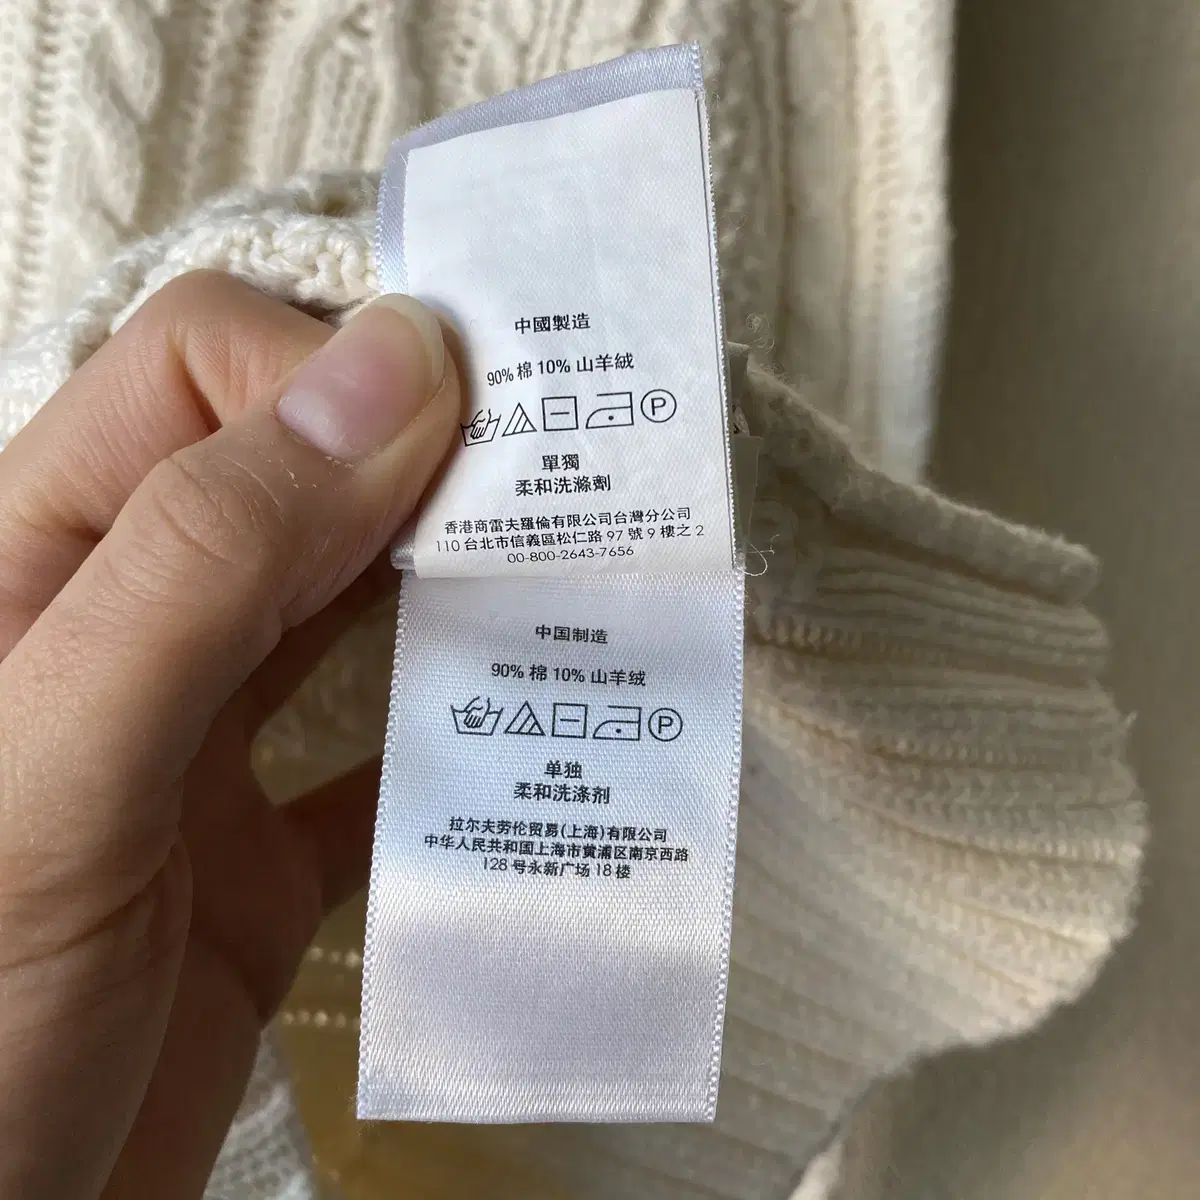 中國製造
90% 棉 10% 山羊絨
P
單獨
柔和洗滌劑
香港商雷夫羅倫有限公司台灣分公司
110 台北市信義區松仁路 97 號 9 樓之 2
00-800-2643-7656
中国制造
90% 棉 10% 山羊绒
P
单独
柔和洗涤剂
拉尔夫劳伦贸易(上海)有限公司
中华人民共和国上海市黄浦区南京西路
128 号永新广场 18 楼